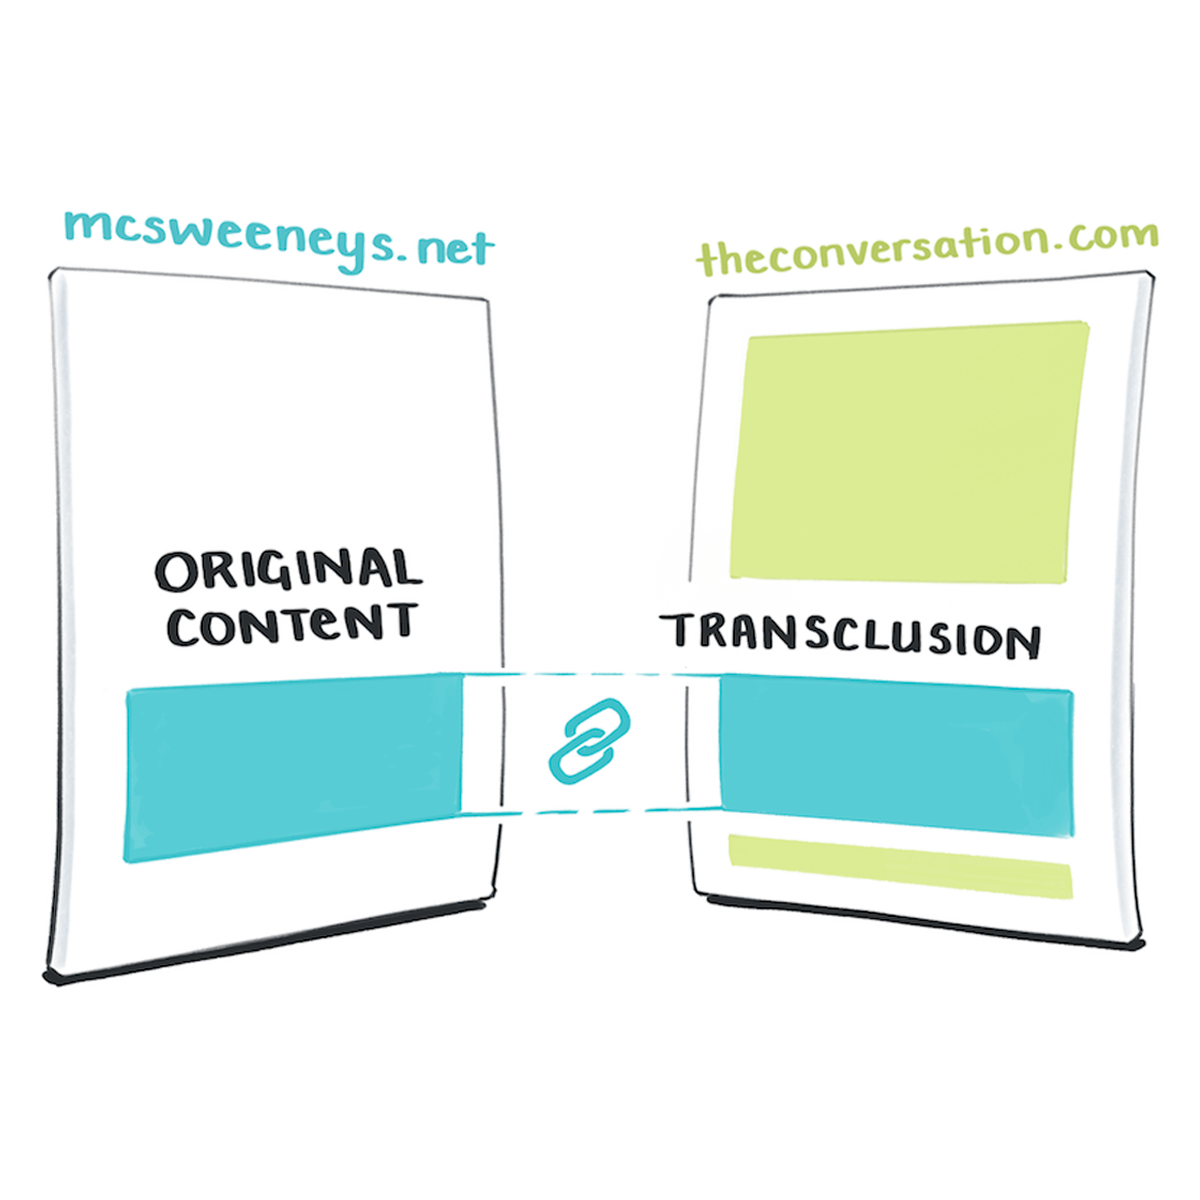 mcsweeneys.net
theconversation.com
ORIGINAL
CONTENT
TRANSCLUSION